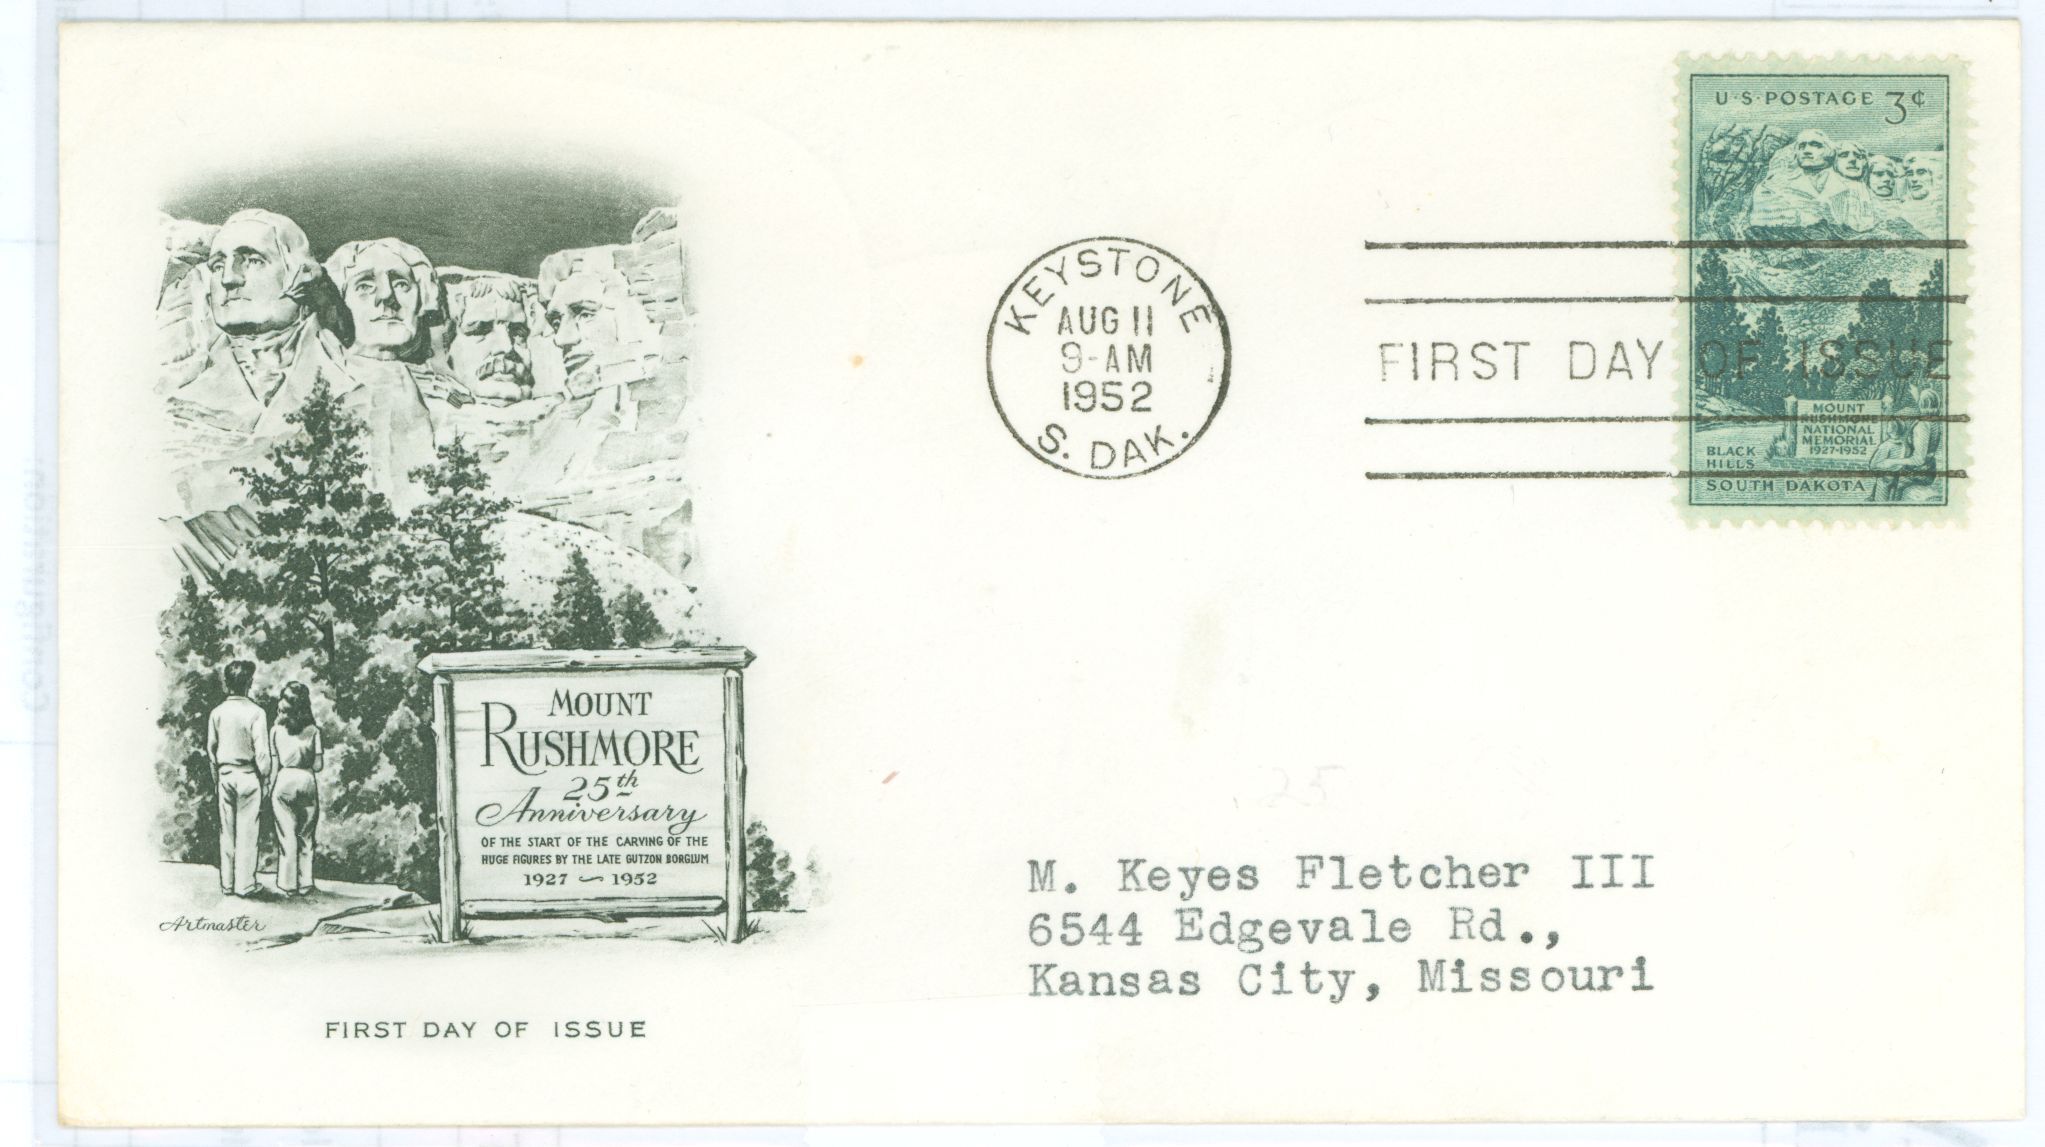 U·S·POSTAGE 3¢
KEYSTONE
AUG 11
9-AM
1952
S. DAK.
FIRST DAY OF ISSUE
MOUNT
RUSHMORE
NATIONAL
MEMORIAL
1927-1952
BLACK
HILLS
SOUTH DAKOTA
MOUNT
RUSHMORE
25th
Anniversary
OF THE START OF THE CARVING OF THE
HUGE FIGURES BY THE LATE GUTZON BORGLUM
1927 ~ 1952
Artmaster
FIRST DAY OF ISSUE
25
M. Keyes Fletcher III
6544 Edgevale Rd.,
Kansas City, Missouri